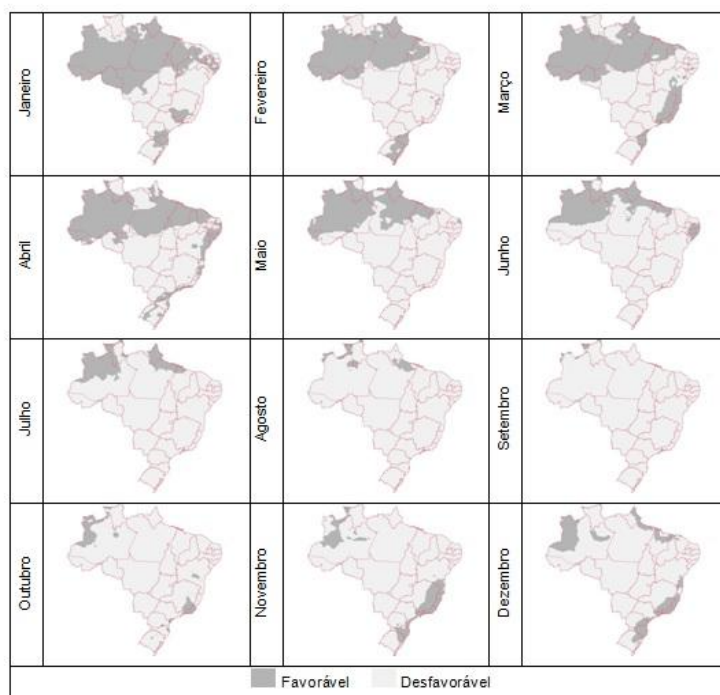 Janeiro
Fevereiro
Março
Abril
Maio
Junho
Julho
Agosto
Setembro
Outubro
Novembro
Dezembro
Favorável Desfavorável